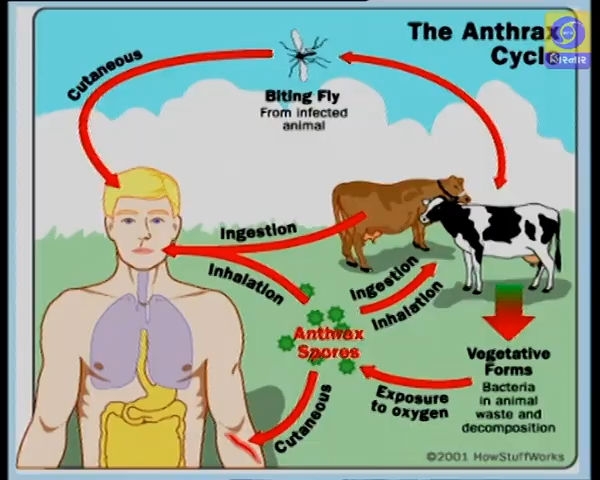 The Anthrax
Cycle
ગિરનાર
Cutaneous
Biting Fly
From infected
animal
Ingestion
Inhalation
Ingestion
Inhalation
Anthrax
Spores
Vegetative
Forms
Bacteria
in animal
waste and
decomposition
Exposure
to oxygen
Cutaneous
©2001 HowStuffWorks